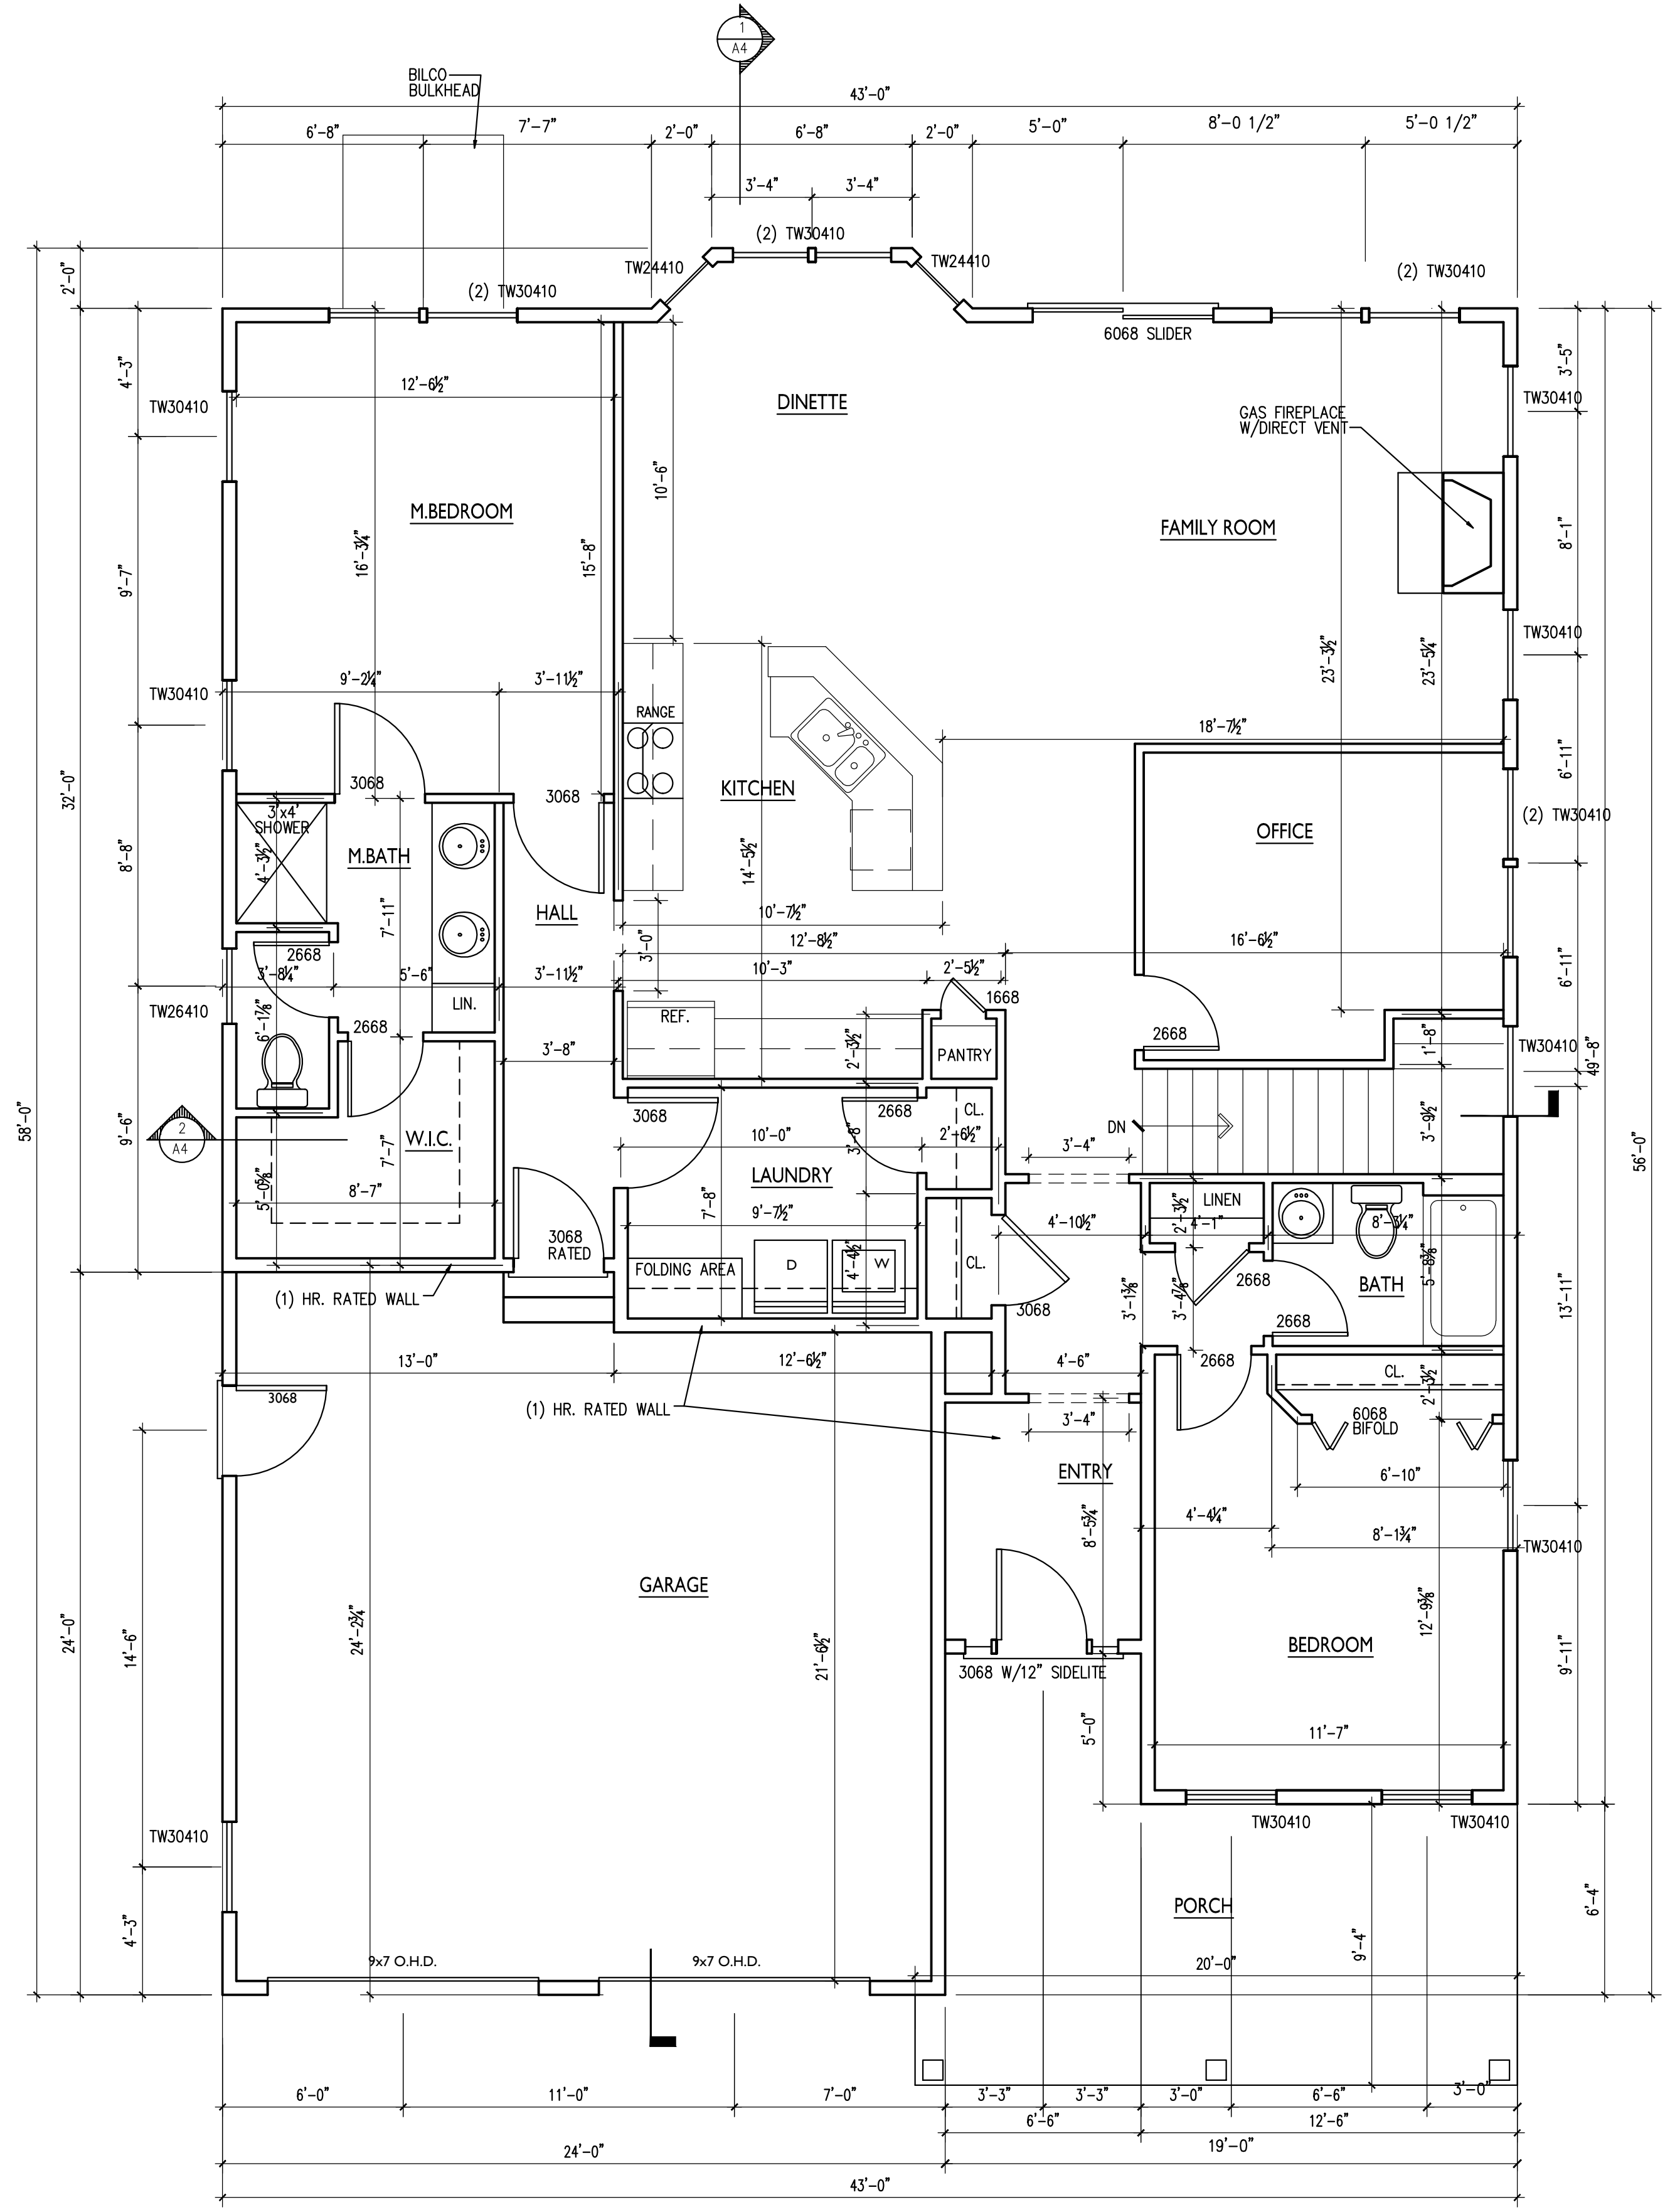 1
A4
BILCO
BULKHEAD
43'-0"
6'-8"
7'-7"
2'-0"
6'-8"
2'-0"
5'-0"
8'-0 1/2"
5'-0 1/2"
3'-4"
3'-4"
(2) TW30410
TW24410
TW24410
(2) TW30410
(2) TW30410
2'-0"
6068 SLIDER
4'-3"
3'-5"
12'-6½"
TW30410
DINETTE
TW30410
GAS FIREPLACE
W/DIRECT VENT
10'-6"
M.BEDROOM
FAMILY ROOM
16'-3¼"
15'-8"
8'-1"
9'-7"
TW30410
23'-3½"
23'-5¼"
9'-2¼"
3'-11½"
TW30410
RANGE
18'-7½"
6'-11"
32'-0"
3068
3068
KITCHEN
3'x4'
SHOWER
(2) TW30410
OFFICE
8'-8"
4'-3½"
M.BATH
14'-5½"
7'-11"
HALL
10'-7½"
3'-0"
12'-8½"
16'-6½"
2668
3'-8¼"
5'-6"
3'-11½"
10'-3"
2'-5½"
6'-11"
LIN.
1668
TW26410
REF.
6'-1⅞"
2668
2668
3'-8"
2'-3½"
PANTRY
1'-8"
TW30410
49'-8"
58'-0"
3068
2668
CL.
DN
3'-9½"
2
A4
9'-6"
W.I.C.
7'-7"
10'-0"
3'-8"
2'-6½"
3'-4"
56'-0"
LAUNDRY
5'-0⅝"
8'-7"
7'-8"
9'-7½"
LINEN
2'-3½"
4'-1"
4'-10½"
8'-3¼"
3068
RATED
FOLDING AREA
D
W
4'-4½"
CL.
2668
5'-8⅜"
BATH
(1) HR. RATED WALL
3068
3'-1⅜"
3'-4⅞"
2668
13'-11"
13'-0"
12'-6½"
4'-6"
2668
CL.
2'-3½"
3068
(1) HR. RATED WALL
3'-4"
6068
BIFOLD
ENTRY
6'-10"
4'-4¼"
8'-5¾"
8'-1¾"
TW30410
GARAGE
24'-0"
14'-6"
24'-2¾"
21'-6½"
12'-9⅜"
BEDROOM
9'-11"
3068 W/12" SIDELITE
5'-0"
11'-7"
TW30410
TW30410
TW30410
PORCH
4'-3"
6'-4"
9'-4"
9x7 O.H.D.
9x7 O.H.D.
20'-0"
6'-0"
11'-0"
7'-0"
3'-3"
3'-3"
3'-0"
6'-6"
3'-0"
6'-6"
12'-6"
24'-0"
19'-0"
43'-0"